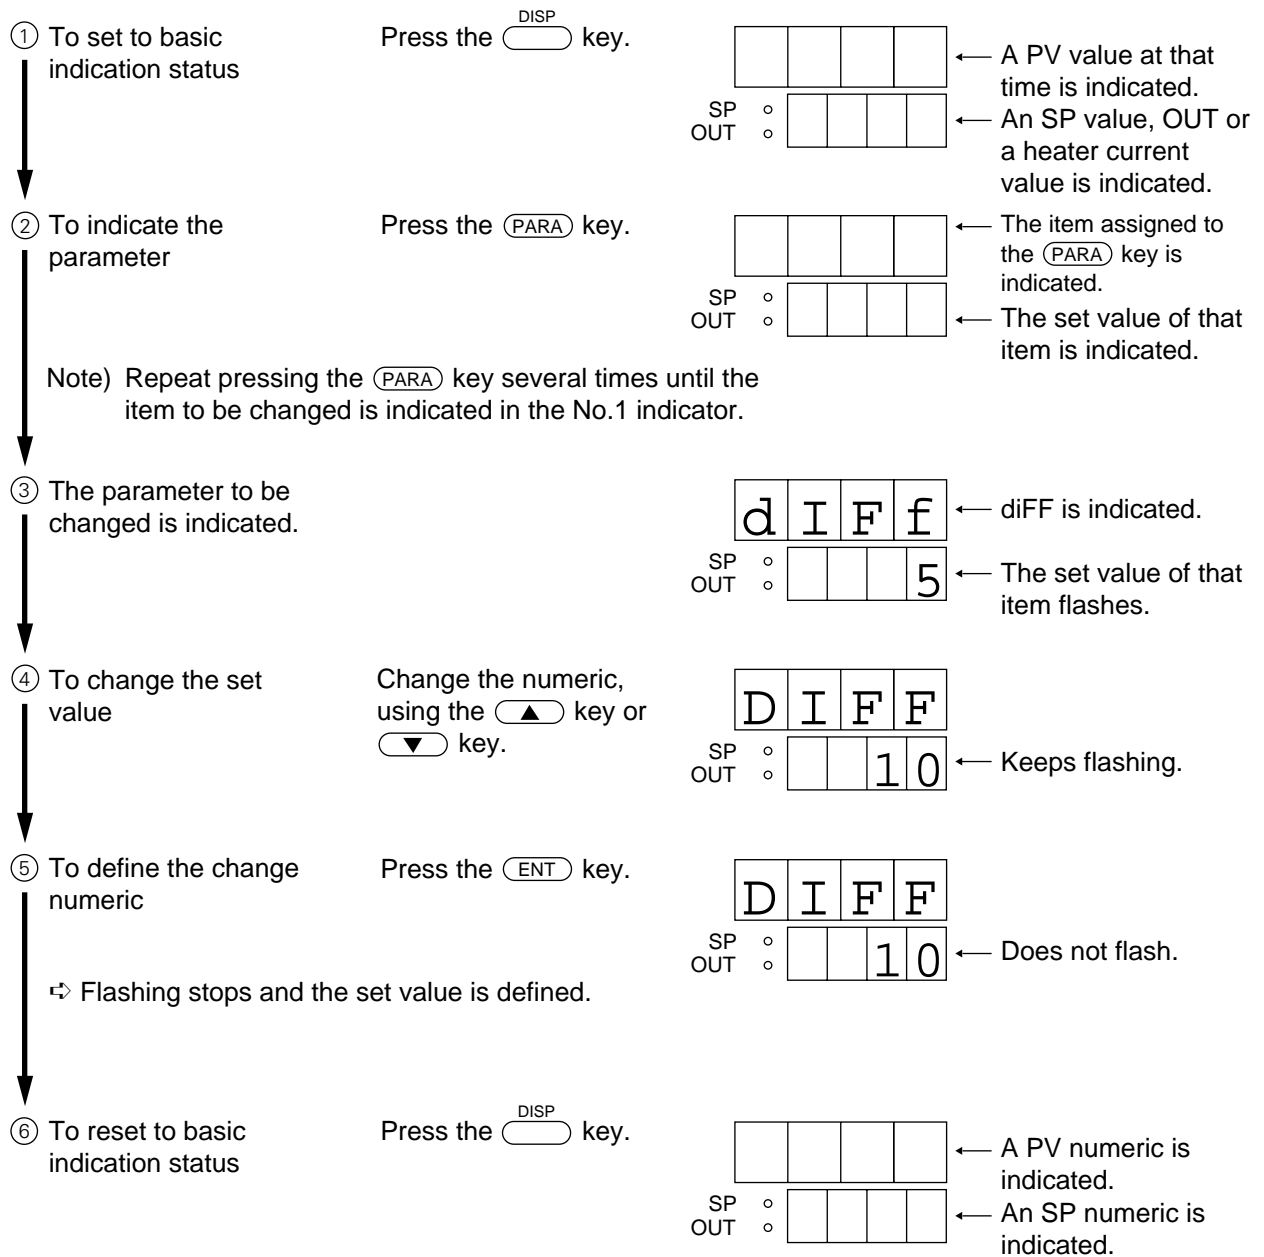 ① To set to basic
indication status
Press the DISP key.
A PV value at that
time is indicated.
SP
OUT
An SP value, OUT or
a heater current
value is indicated.
② To indicate the
parameter
Press the PARA key.
The item assigned to
the PARA key is
indicated.
SP
OUT
The set value of that
item is indicated.
Note) Repeat pressing the PARA key several times until the
item to be changed is indicated in the No.1 indicator.
③ The parameter to be
changed is indicated.
dIFf
diFF is indicated.
SP
OUT
5
The set value of that
item flashes.
④ To change the set
value
Change the numeric,
using the ▲ key or
▼ key.
DIFF
SP
OUT
10
Keeps flashing.
⑤ To define the change
numeric
Press the ENT key.
DIFF
SP
OUT
10
Does not flash.
➪ Flashing stops and the set value is defined.
⑥ To reset to basic
indication status
Press the DISP key.
A PV numeric is
indicated.
SP
OUT
An SP numeric is
indicated.